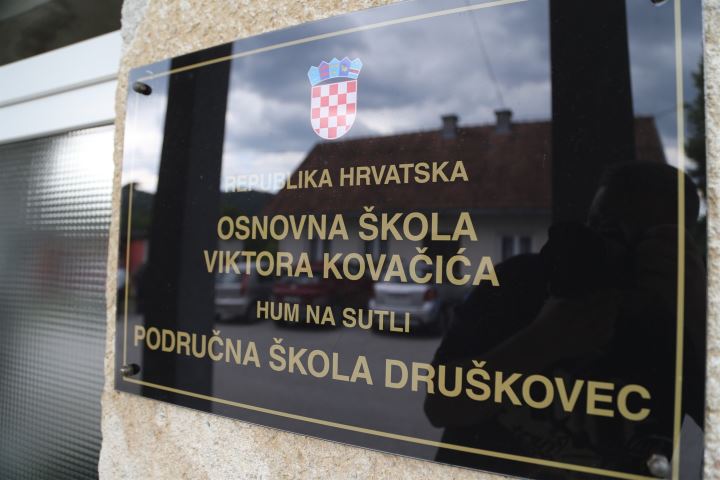 REPUBLIKA HRVATSKA
OSNOVNA ŠKOLA
VIKTORA KOVAČIĆA
HUM NA SUTLI
PODRUČNA ŠKOLA DRUŠKOVEC